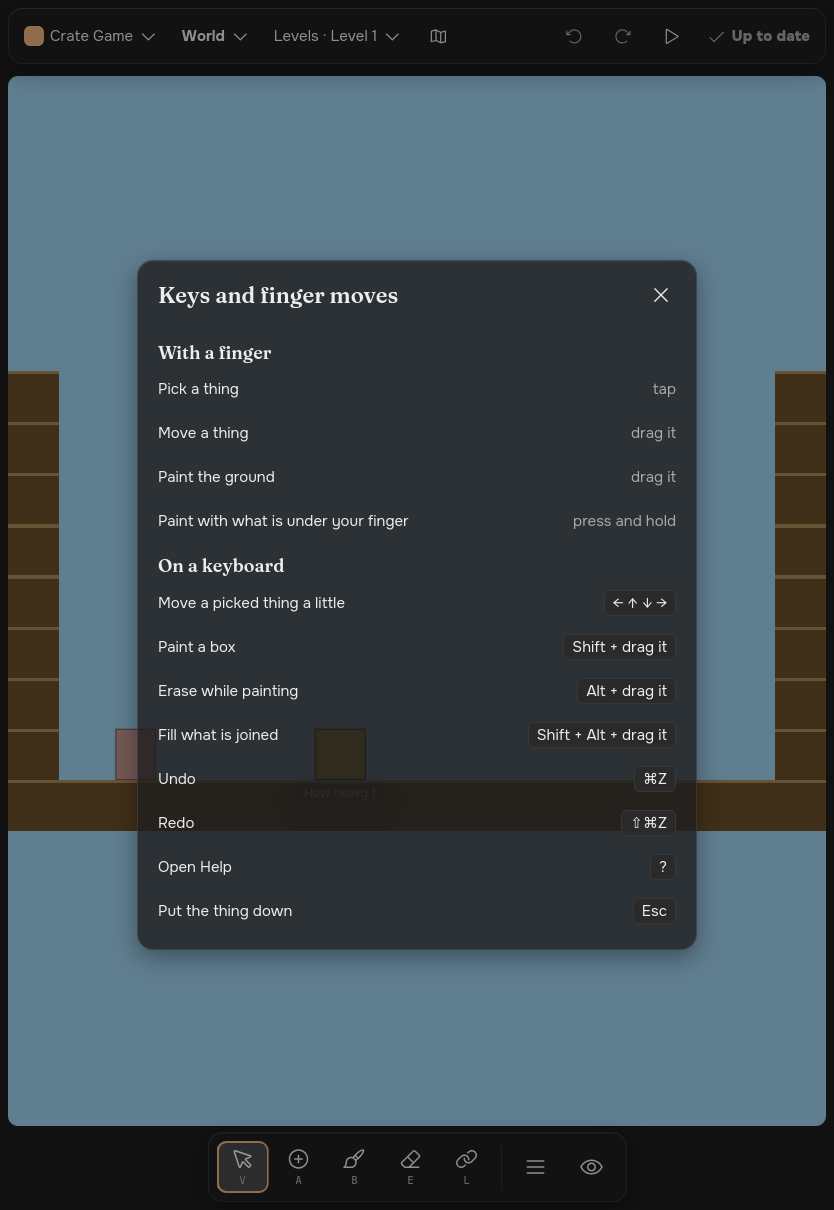 Crate Game World Levels · Level 1 Up to date
Keys and finger moves
With a finger
Pick a thing tap
Move a thing drag it
Paint the ground drag it
Paint with what is under your finger press and hold
On a keyboard
Move a picked thing a little ← ↑ ↓ →
Paint a box Shift + drag it
Erase while painting Alt + drag it
Fill what is joined Shift + Alt + drag it
Undo ⌘Z
How heavy 1
Redo ⇧⌘Z
Open Help ?
Put the thing down Esc
V A B E L